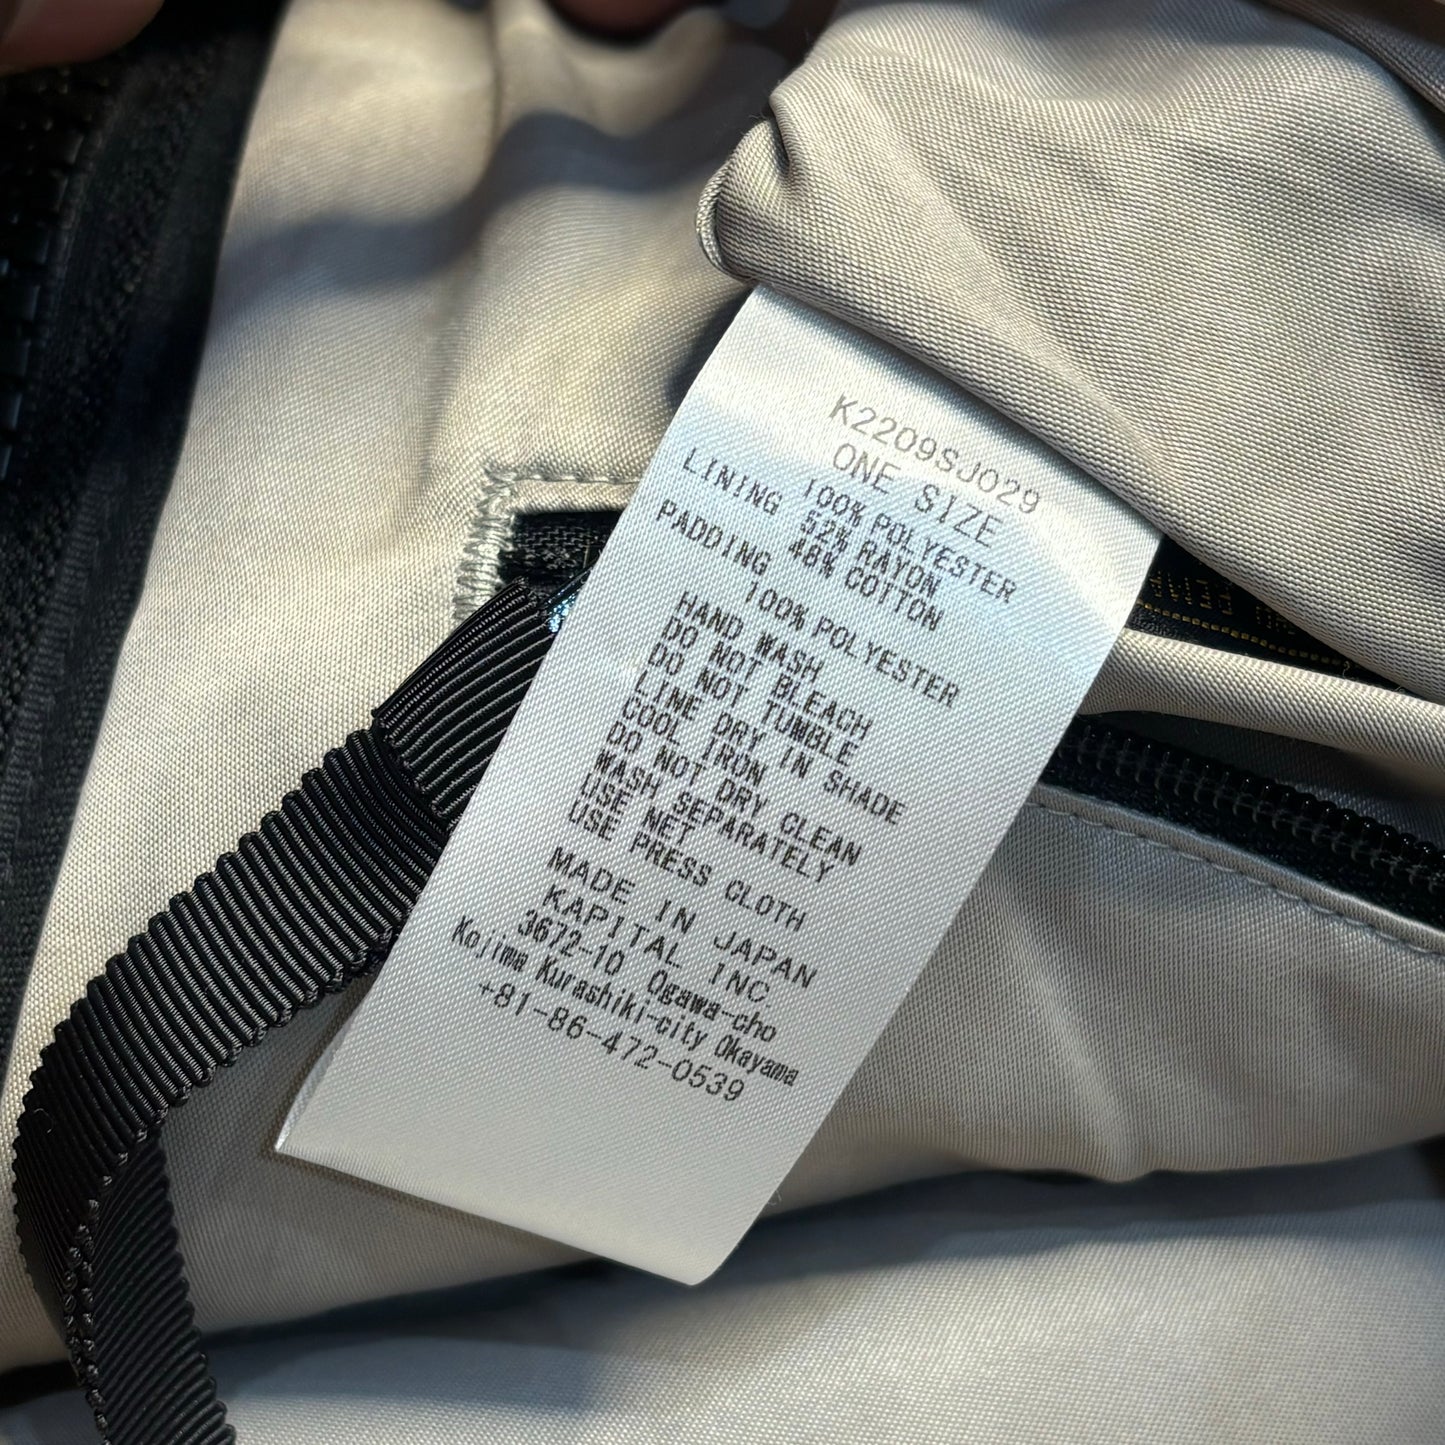 K2209SJ029
ONE SIZE
100% POLYESTER
LINING 52% RAYON
48% COTTON
PADDING
100% POLYESTER
HAND WASH
DO NOT BLEACH
DO NOT TUMBLE
LINE DRY IN SHADE
COOL IRON
DO NOT DRY CLEAN
WASH SEPARATELY
USE NET
USE PRESS CLOTH
MADE IN JAPAN
KAPITAL INC
3672-10 Ogawa-cho
Kojima Kurashiki-city Okayama
+81-86-472-0539